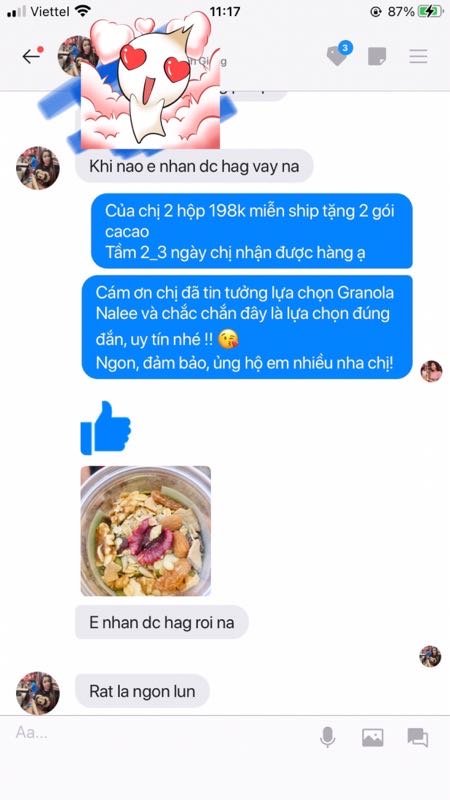 Viettel
11:17
87%
3
Khi nao e nhan dc hag vay na
Của chị 2 hộp 198k miễn ship tặng 2 gói
cacao
Tầm 2_3 ngày chị nhận được hàng ạ
Cám ơn chị đã tin tưởng lựa chọn Granola
Nalee và chắc chắn đây là lựa chọn đúng
đắn, uy tín nhé !! 😘
Ngon, đảm bảo, ủng hộ em nhiều nha chị!
E nhan dc hag roi na
Rat la ngon lun
Aa...